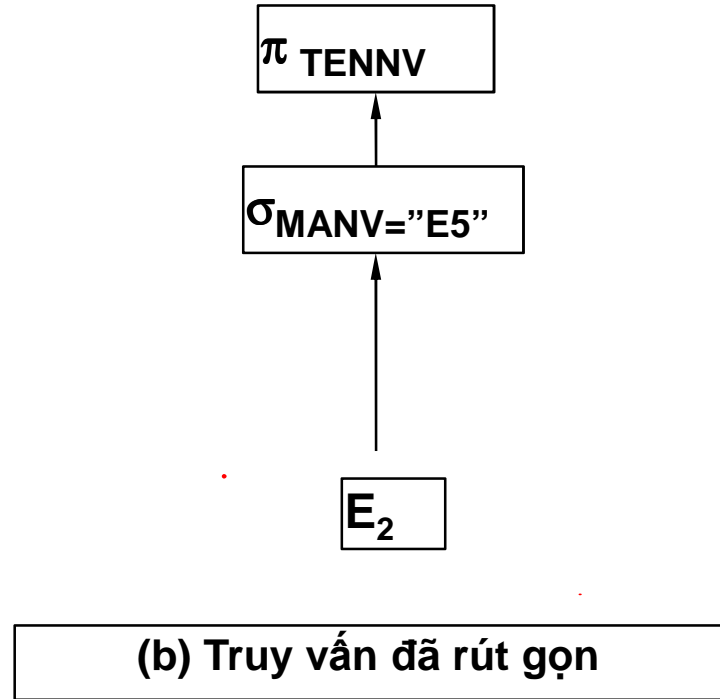 π TENNV
σMANV=”E5”
E2
(b) Truy vấn đã rút gọn